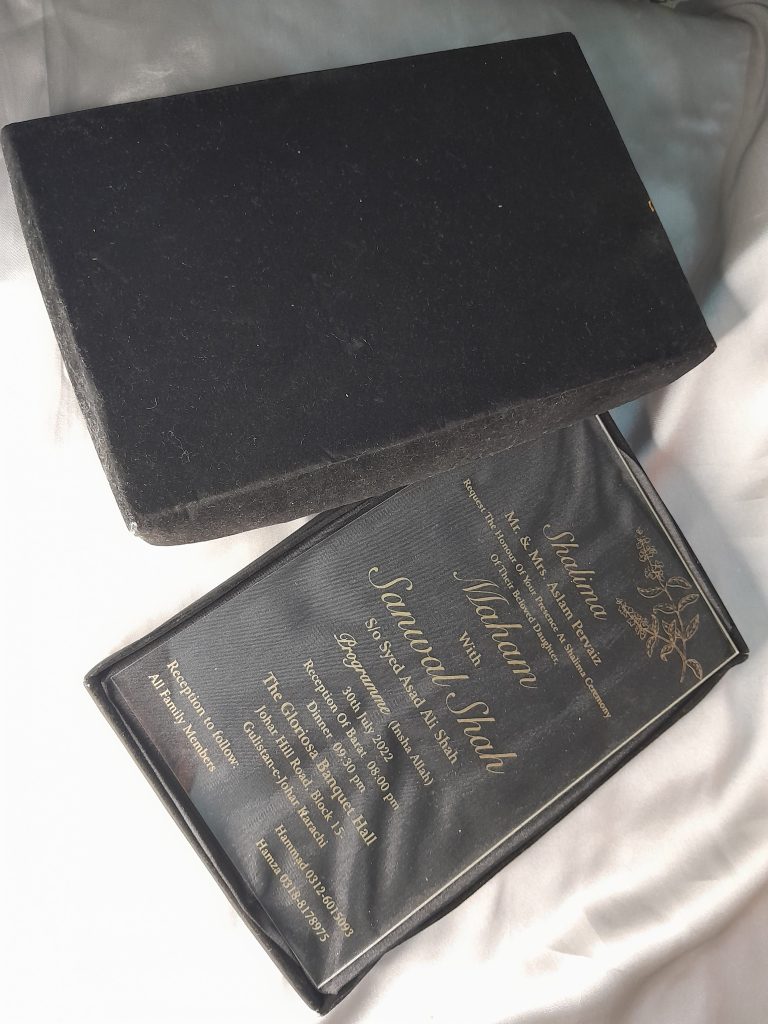 Shalima
Mr. & Mrs. Aslam Pervaiz
Request The Honour Of Your Presence At Shalima Ceremony
Of Their Beloved Daughter.
Maham
With
Sanwal Shah
S/o Syed Asad Ali Shah
Programme (Insha Allah)
30th July 2022
Reception Of Barat 08:00 pm
Dinner 09.30 pm
The Gloriosa Banquet Hall
Johar Hill Road, Block 15,
Gulistan-e-Johar Karachi
Reception to follow
All Family Members
Hammad 0312-6015093
Hamza 0318-8178975